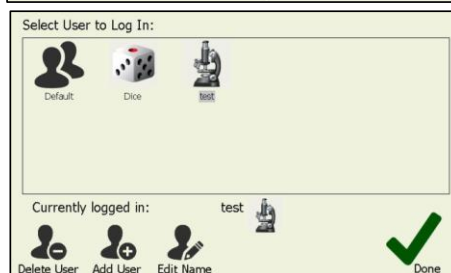 Select User to Log In:
Default Dice test
Currently logged in: test
Delete User Add User Edit Name Done